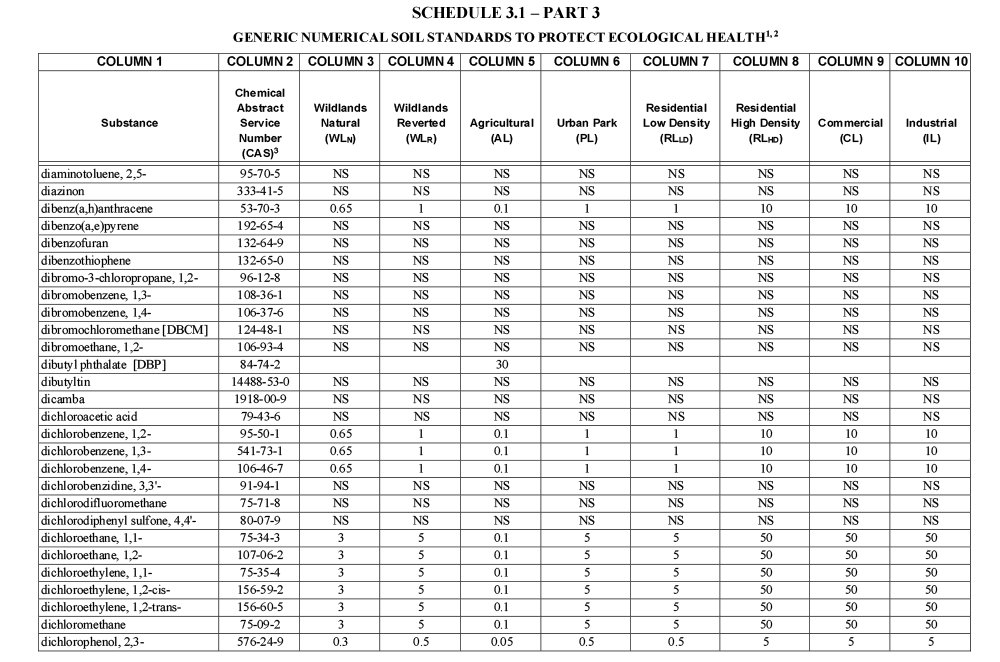 SCHEDULE 3.1 – PART 3
GENERIC NUMERICAL SOIL STANDARDS TO PROTECT ECOLOGICAL HEALTH1, 2
COLUMN 1 COLUMN 2 COLUMN 3 COLUMN 4 COLUMN 5 COLUMN 6 COLUMN 7 COLUMN 8 COLUMN 9 COLUMN 10
Substance Chemical Abstract Service Number (CAS)3 Wildlands Natural (WLN) Wildlands Reverted (WLR) Agricultural (AL) Urban Park (PL) Residential Low Density (RLLD) Residential High Density (RLHD) Commercial (CL) Industrial (IL)
diaminotoluene, 2,5- 95-70-5 NS NS NS NS NS NS NS NS
diazinon 333-41-5 NS NS NS NS NS NS NS NS
dibenz(a,h)anthracene 53-70-3 0.65 1 0.1 1 1 10 10 10
dibenzo(a,e)pyrene 192-65-4 NS NS NS NS NS NS NS NS
dibenzofuran 132-64-9 NS NS NS NS NS NS NS NS
dibenzothiophene 132-65-0 NS NS NS NS NS NS NS NS
dibromo-3-chloropropane, 1,2- 96-12-8 NS NS NS NS NS NS NS NS
dibromobenzene, 1,3- 108-36-1 NS NS NS NS NS NS NS NS
dibromobenzene, 1,4- 106-37-6 NS NS NS NS NS NS NS NS
dibromochloromethane [DBCM] 124-48-1 NS NS NS NS NS NS NS NS
dibromoethane, 1,2- 106-93-4 NS NS NS NS NS NS NS NS
dibutyl phthalate [DBP] 84-74-2 30
dibutyltin 14488-53-0 NS NS NS NS NS NS NS NS
dicamba 1918-00-9 NS NS NS NS NS NS NS NS
dichloroacetic acid 79-43-6 NS NS NS NS NS NS NS NS
dichlorobenzene, 1,2- 95-50-1 0.65 1 0.1 1 1 10 10 10
dichlorobenzene, 1,3- 541-73-1 0.65 1 0.1 1 1 10 10 10
dichlorobenzene, 1,4- 106-46-7 0.65 1 0.1 1 1 10 10 10
dichlorobenzidine, 3,3'- 91-94-1 NS NS NS NS NS NS NS NS
dichlorodifluoromethane 75-71-8 NS NS NS NS NS NS NS NS
dichlorodiphenyl sulfone, 4,4'- 80-07-9 NS NS NS NS NS NS NS NS
dichloroethane, 1,1- 75-34-3 3 5 0.1 5 5 50 50 50
dichloroethane, 1,2- 107-06-2 3 5 0.1 5 5 50 50 50
dichloroethylene, 1,1- 75-35-4 3 5 0.1 5 5 50 50 50
dichloroethylene, 1,2-cis- 156-59-2 3 5 0.1 5 5 50 50 50
dichloroethylene, 1,2-trans- 156-60-5 3 5 0.1 5 5 50 50 50
dichloromethane 75-09-2 3 5 0.1 5 5 50 50 50
dichlorophenol, 2,3- 576-24-9 0.3 0.5 0.05 0.5 0.5 5 5 5